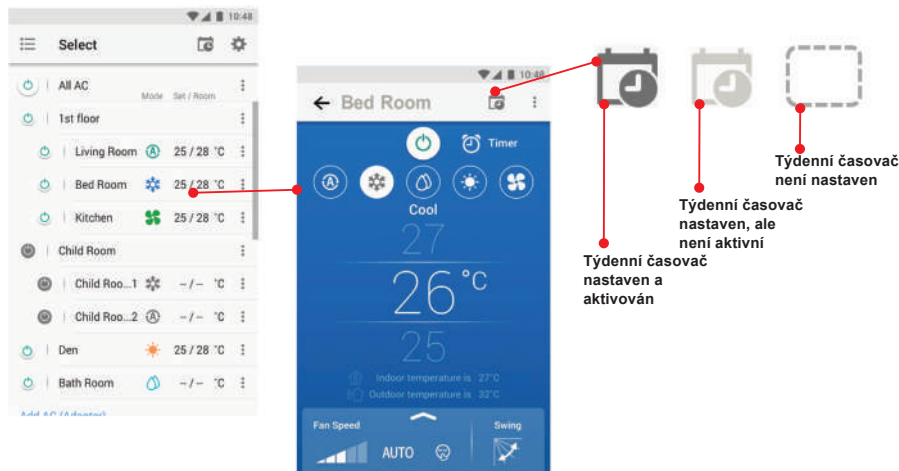 10:48
Select
All AC
Mode Set / Room
1st floor
Living Room 25 / 28 °C
Bed Room 25 / 28 °C
Kitchen 25 / 28 °C
Child Room
Child Roo...1 – / – °C
Child Roo...2 – / – °C
Den 25 / 28 °C
Bath Room – / – °C
Add AC (Adapter)
10:48
Bed Room
Timer
Cool
27
26°C
25
Indoor temperature is 27°C
Outdoor temperature is 32°C
Fan Speed Swing
AUTO
Týdenní časovač
nastaven a
aktivován
Týdenní časovač
nastaven, ale
není aktivní
Týdenní časovač
není nastaven